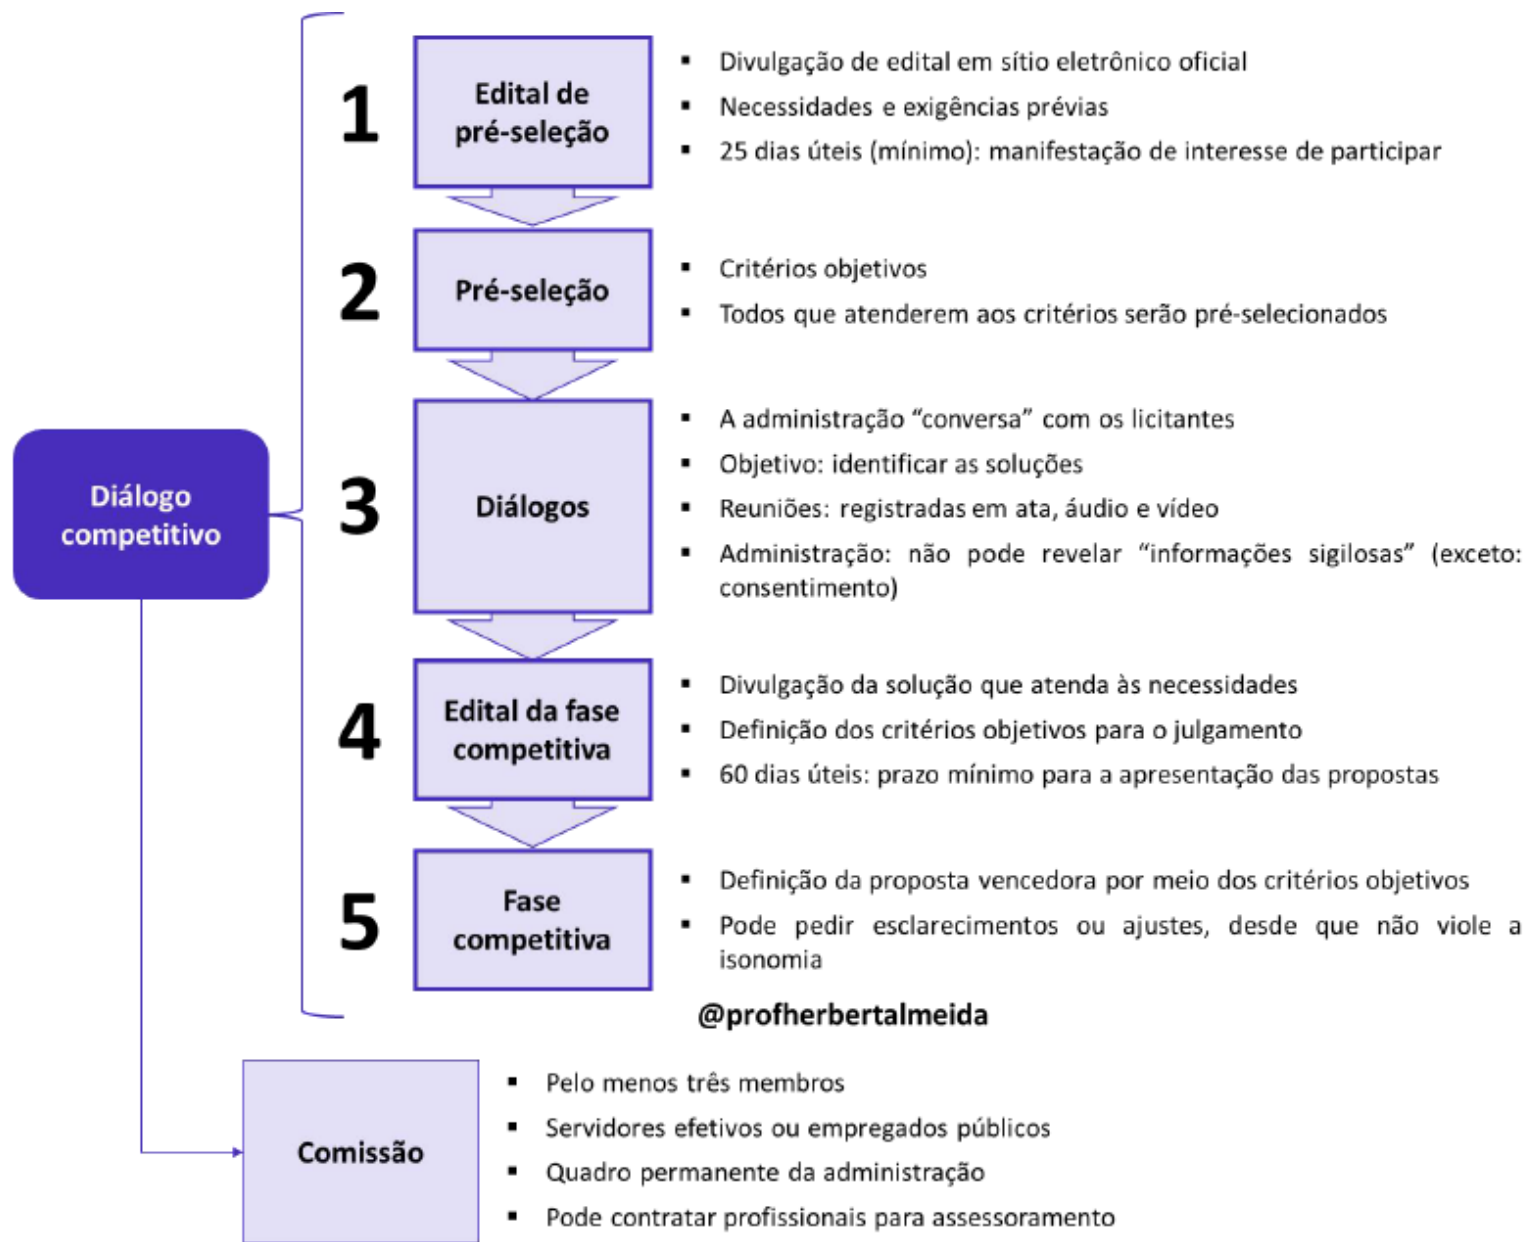 Diálogo
competitivo
1
Edital de
pré-seleção
▪ Divulgação de edital em sítio eletrônico oficial
▪ Necessidades e exigências prévias
▪ 25 dias úteis (mínimo): manifestação de interesse de participar
2
Pré-seleção
▪ Critérios objetivos
▪ Todos que atenderem aos critérios serão pré-selecionados
3
Diálogos
▪ A administração “conversa” com os licitantes
▪ Objetivo: identificar as soluções
▪ Reuniões: registradas em ata, áudio e vídeo
▪ Administração: não pode revelar “informações sigilosas” (exceto:
consentimento)
4
Edital da fase
competitiva
▪ Divulgação da solução que atenda às necessidades
▪ Definição dos critérios objetivos para o julgamento
▪ 60 dias úteis: prazo mínimo para a apresentação das propostas
5
Fase
competitiva
▪ Definição da proposta vencedora por meio dos critérios objetivos
▪ Pode pedir esclarecimentos ou ajustes, desde que não viole a
isonomia
@profherbertalmeida
Comissão
▪ Pelo menos três membros
▪ Servidores efetivos ou empregados públicos
▪ Quadro permanente da administração
▪ Pode contratar profissionais para assessoramento